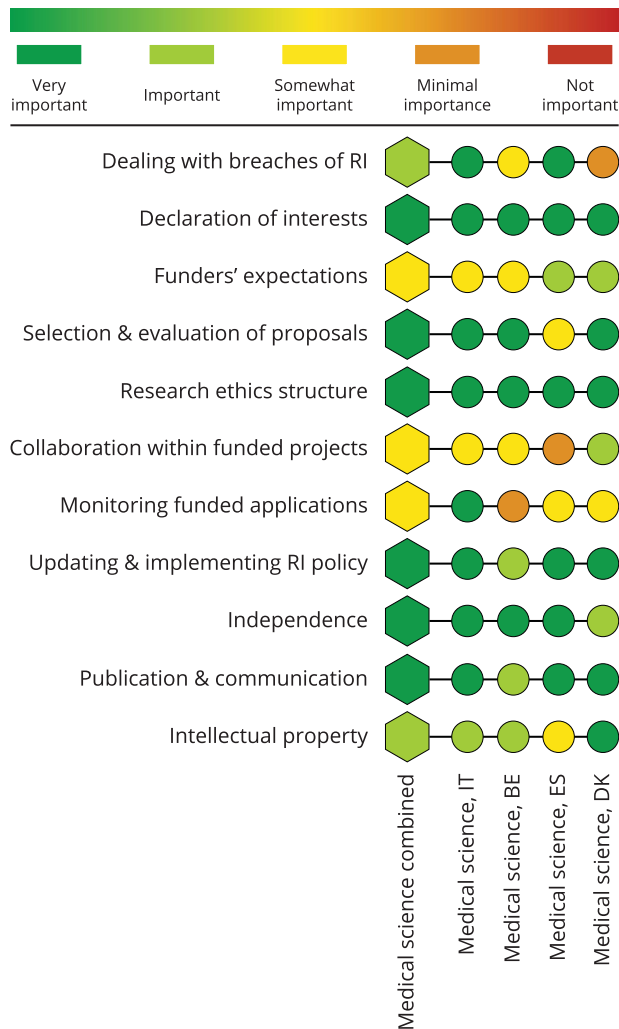 Very
important
Important
Somewhat
important
Minimal
importance
Not
important
Dealing with breaches of RI
Declaration of interests
Funders’ expectations
Selection & evaluation of proposals
Research ethics structure
Collaboration within funded projects
Monitoring funded applications
Updating & implementing RI policy
Independence
Publication & communication
Intellectual property
Medical science combined
Medical science, IT
Medical science, BE
Medical science, ES
Medical science, DK